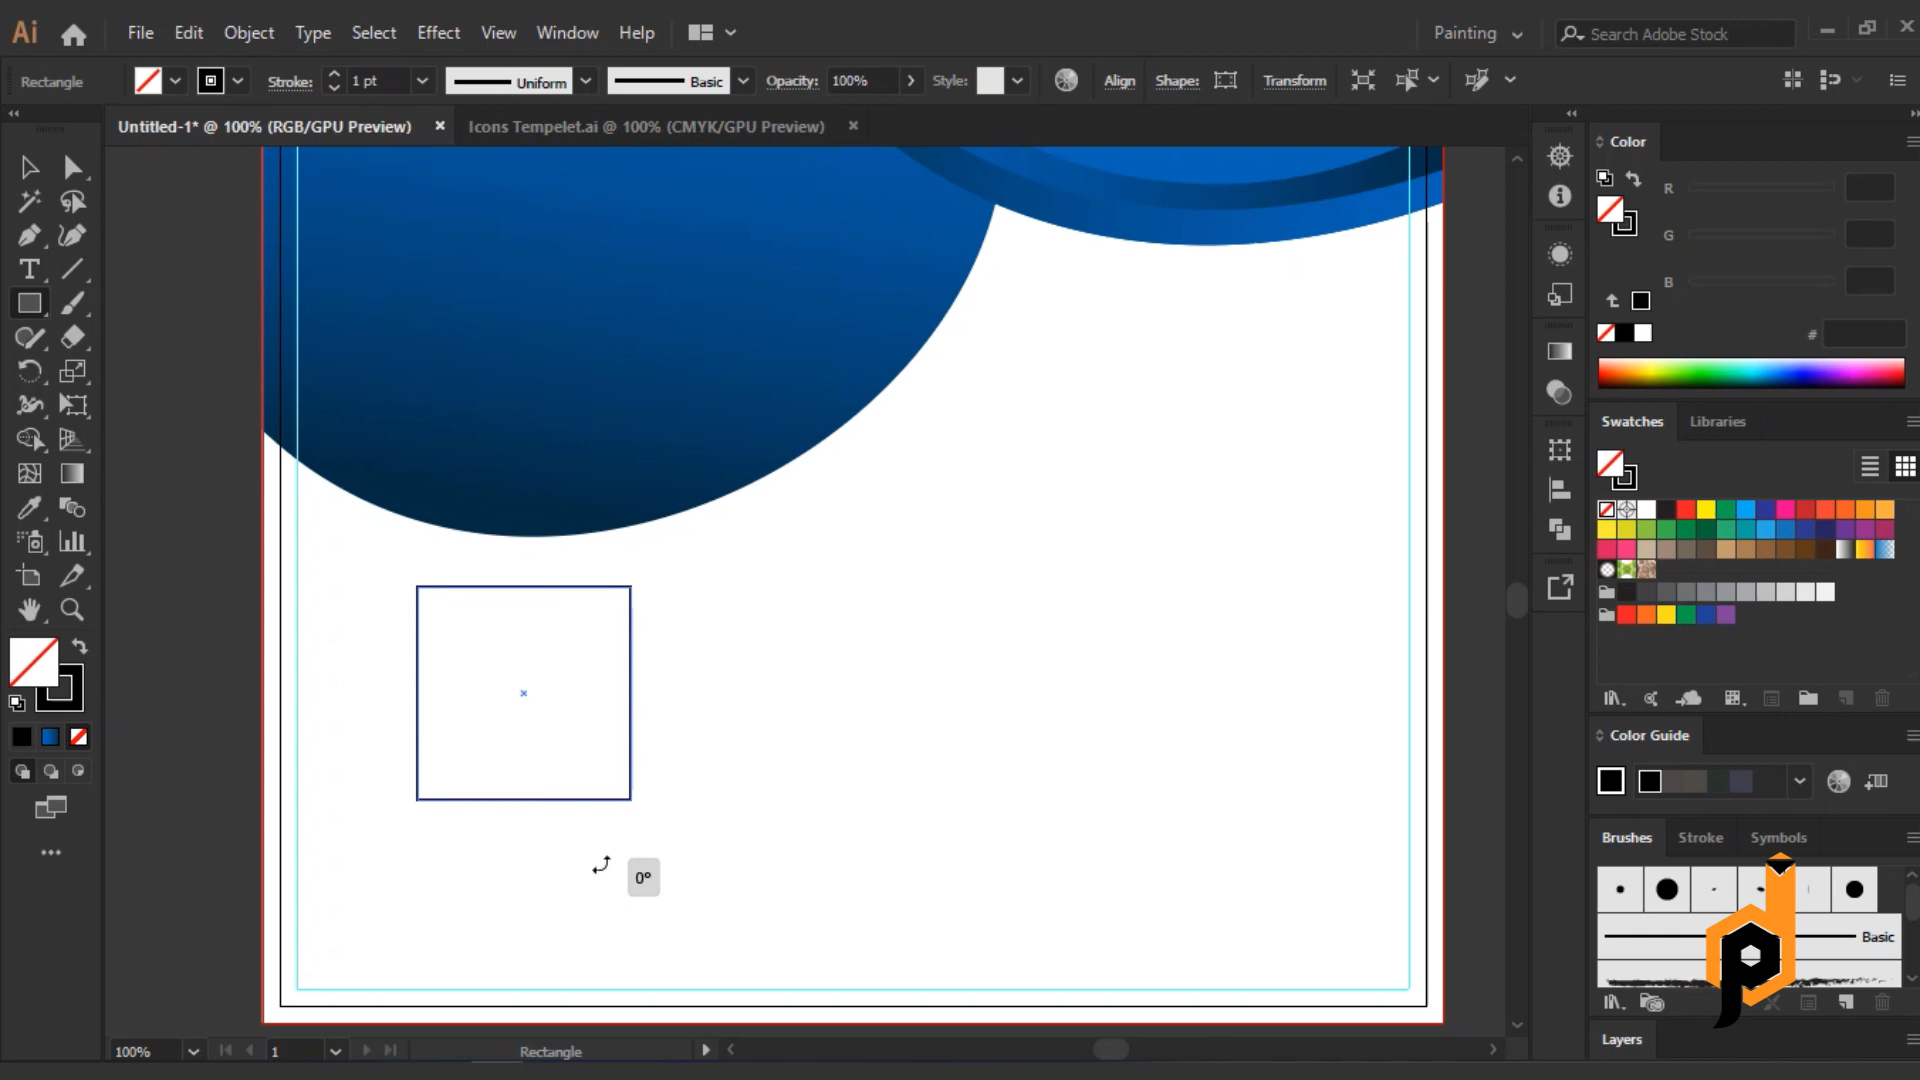 Ai File Edit Object Type Select Effect View Window Help Painting Search Adobe Stock
Rectangle Stroke: 1 pt Uniform Basic Opacity: 100% Style: Align Shape: Transform
Untitled-1* @ 100% (RGB/GPU Preview) Icons Tempelet.ai @ 100% (CMYK/GPU Preview)
Color
R
G
B
#
Swatches Libraries
Color Guide
Brushes Stroke Symbols
0°
Basic
Layers
100% 1 Rectangle